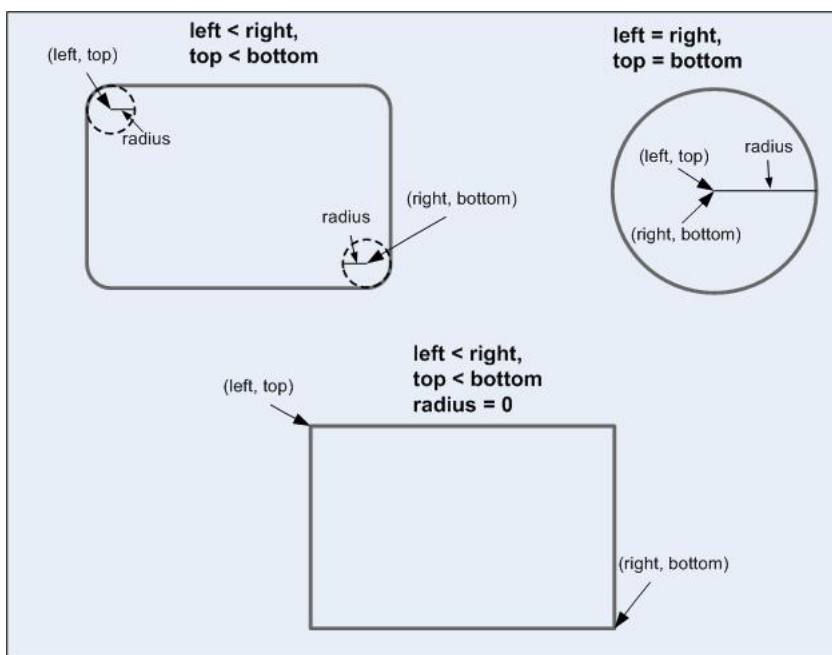 left < right,
top < bottom
(left, top)
radius
radius
(right, bottom)
left = right,
top = bottom
(left, top)
radius
(right, bottom)
left < right,
top < bottom
radius = 0
(left, top)
(right, bottom)